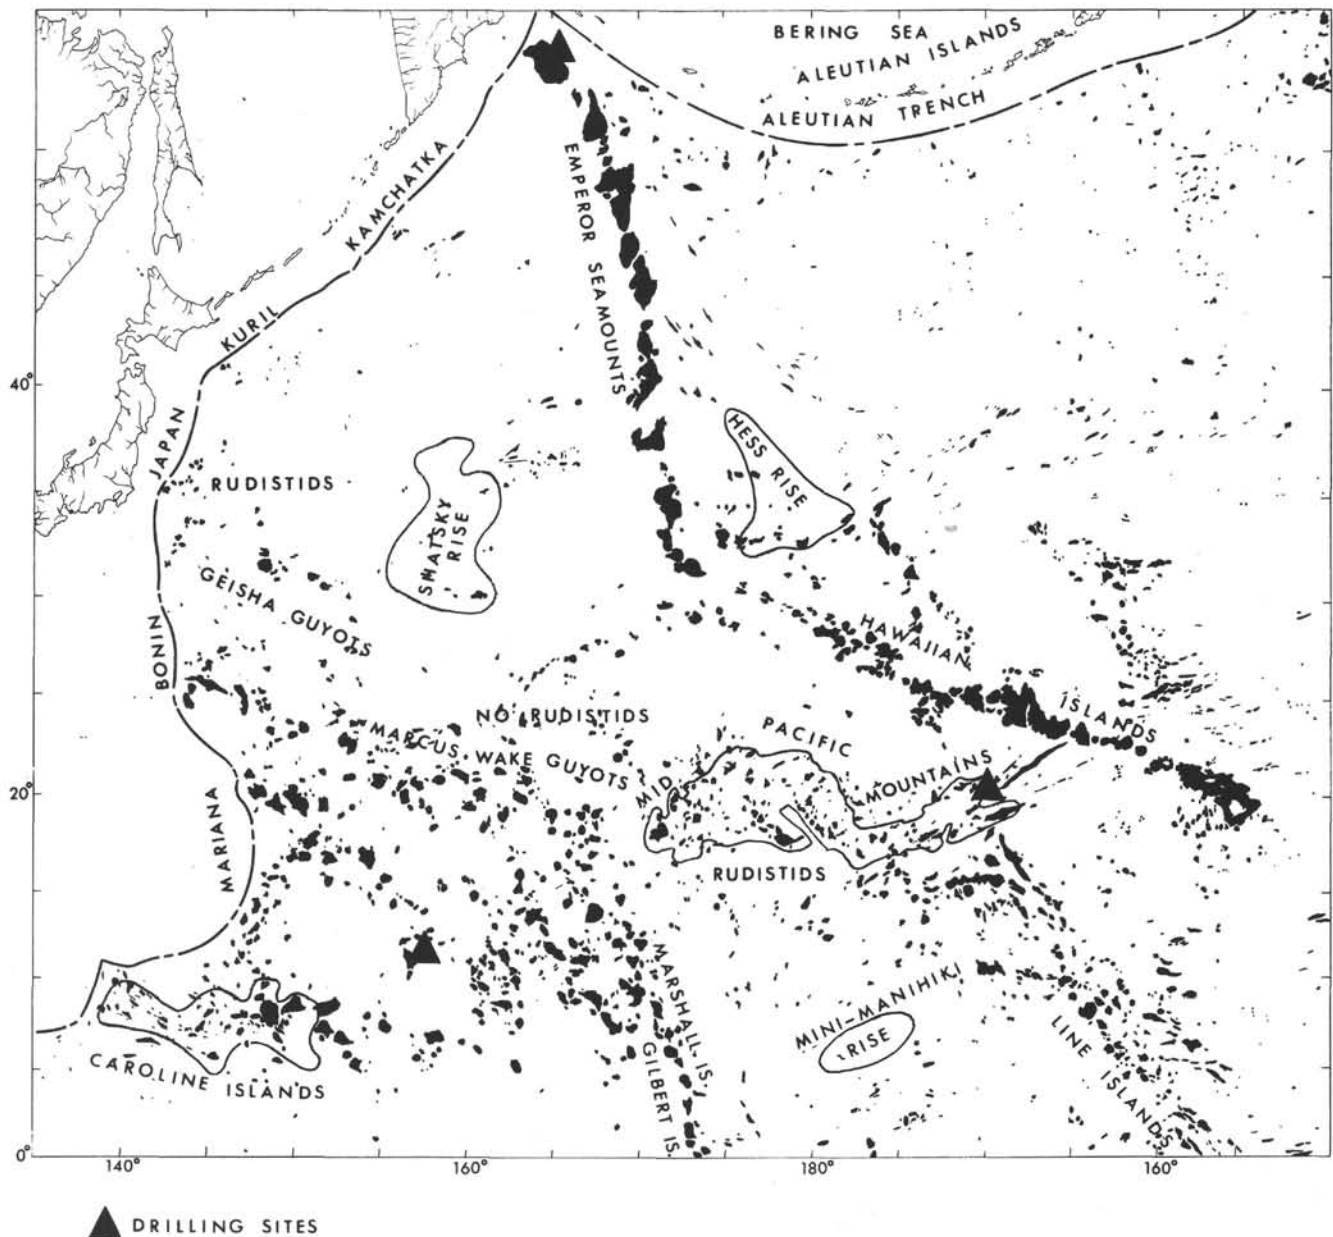 BERING SEA
ALEUTIAN ISLANDS
ALEUTIAN TRENCH
KAMCHATKA
EMPEROR SEAMOUNTS
KURIL
40°
JAPAN
HESS RISE
RUDISTIDS
SHATSKY
RISE
GEISHA GUYOTS
BONIN
HAWAIIAN
ISLANDS
NO RUDISTIDS
MARCUS WAKE GUYOTS
MID
PACIFIC
MOUNTAINS
20°
MARIANA
RUDISTIDS
MARSHALL IS.
GILBERT IS.
MINI-MANIHIKI
RISE
LINE ISLANDS
CAROLINE ISLANDS
0°
140°
160°
180°
160°
DRILLING SITES